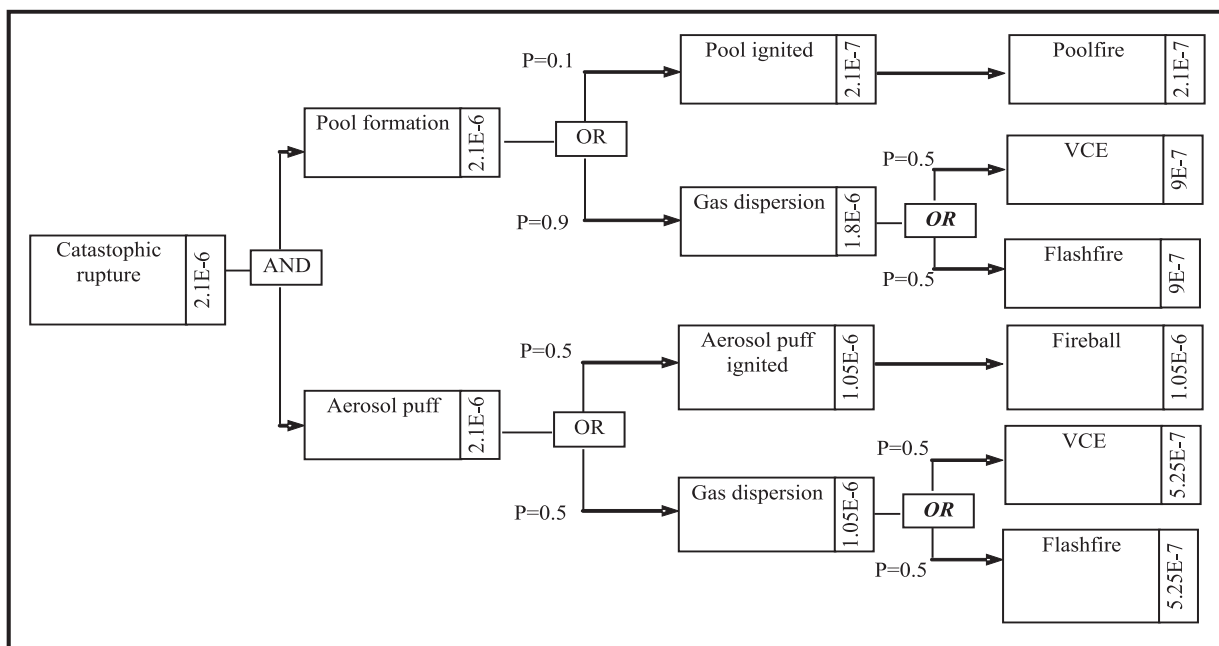 P=0.1
Pool ignited
2.1E-7
Poolfire
2.1E-7
Pool formation
2.1E-6
OR
P=0.5
VCE
9E-7
P=0.9
Gas dispersion
1.8E-6
OR
Catastophic
rupture
2.1E-6
AND
P=0.5
Flashfire
9E-7
P=0.5
Aerosol puff
ignited
1.05E-6
Fireball
1.05E-6
Aerosol puff
2.1E-6
OR
P=0.5
VCE
5.25E-7
P=0.5
Gas dispersion
1.05E-6
OR
P=0.5
Flashfire
5.25E-7